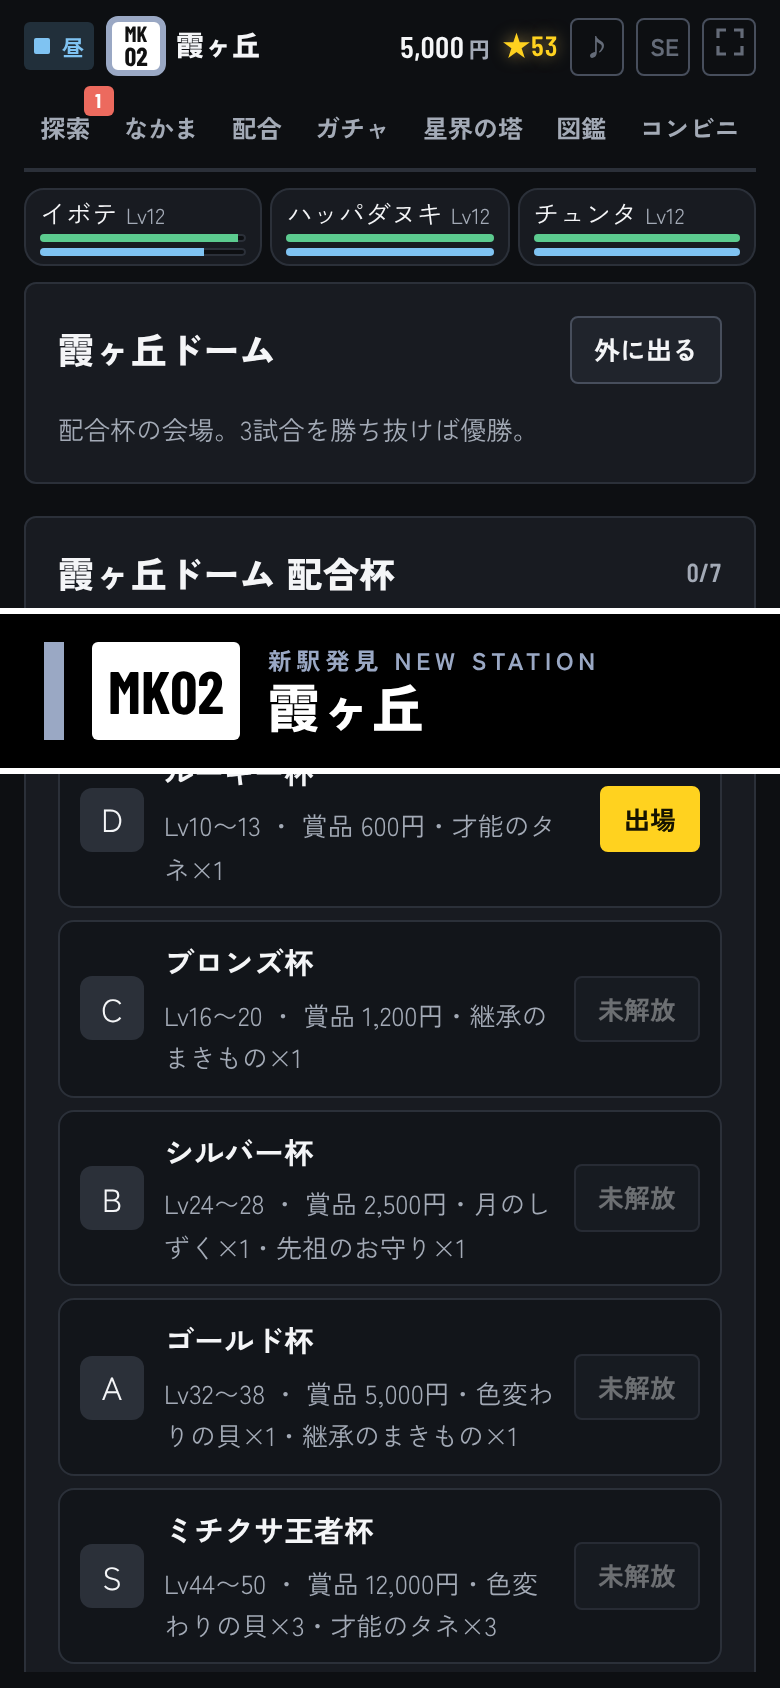 昼 MK 02 霞ヶ丘 5,000 円 ★53 ♪ SE
1
探索 なかま 配合 ガチャ 星界の塔 図鑑 コンビニ
イボテ Lv12 ハッパダヌキ Lv12 チュンタ Lv12
霞ヶ丘ドーム 外に出る
配合杯の会場。3試合を勝ち抜けば優勝。
霞ヶ丘ドーム 配合杯 0/7
新駅発見 NEW STATION
MK02 霞ヶ丘
ルーキー杯
D Lv10〜13 ・ 賞品 600円・才能のタ 出場
ネ×1
ブロンズ杯
C Lv16〜20 ・ 賞品 1,200円・継承の 未解放
まきもの×1
シルバー杯
B Lv24〜28 ・ 賞品 2,500円・月のし 未解放
ずく×1・先祖のお守り×1
ゴールド杯
A Lv32〜38 ・ 賞品 5,000円・色変わ 未解放
りの貝×1・継承のまきもの×1
ミチクサ王者杯
S Lv44〜50 ・ 賞品 12,000円・色変 未解放
わりの貝×3・才能のタネ×3